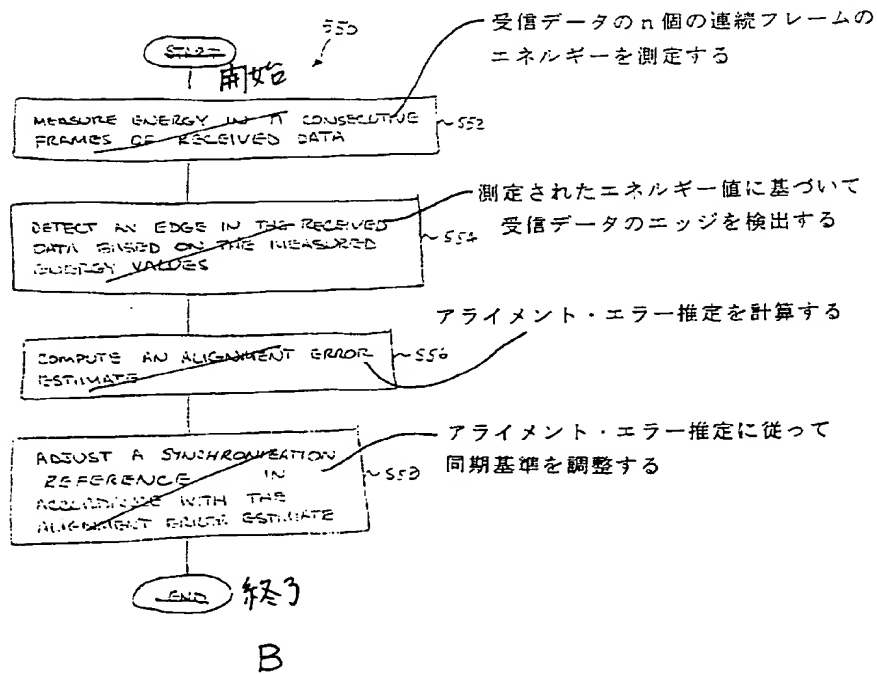 550
START
開始
受信データのn個の連続フレームの
エネルギーを測定する
MEASURE ENERGY IN n CONSECUTIVE
FRAMES OF RECEIVED DATA
552
測定されたエネルギー値に基づいて
受信データのエッジを検出する
DETECT AN EDGE IN THE RECEIVED
DATA BASED ON THE MEASURED
ENERGY VALUES
554
アライメント・エラー推定を計算する
COMPUTE AN ALIGNMENT ERROR
ESTIMATE
556
アライメント・エラー推定に従って
同期基準を調整する
ADJUST A SYNCHRONIZATION
REFERENCE IN
ACCORDANCE WITH THE
ALIGNMENT ERROR ESTIMATE
558
END
終了
B